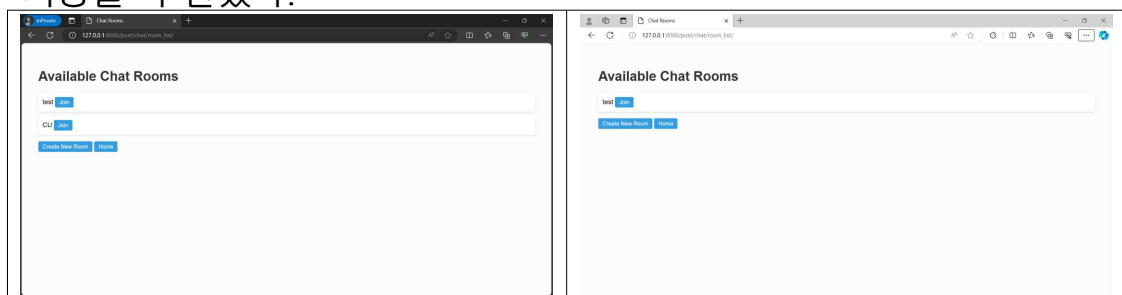 InPrivate
Chat Rooms
127.0.0.1:8000/post/chat/room_list/
Available Chat Rooms
test Join
CU Join
Create New Room Home
Chat Rooms
127.0.0.1:8000/post/chat/room_list/
Available Chat Rooms
test Join
Create New Room Home